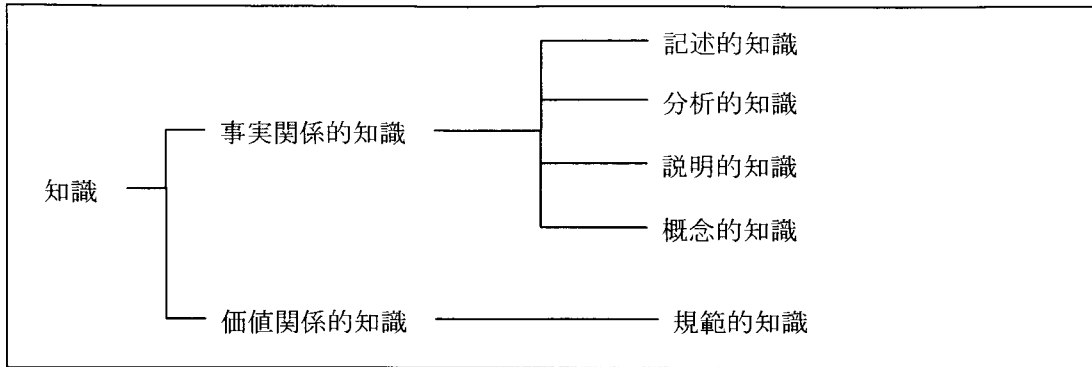 記述的知識
分析的知識
事実関係的知識
説明的知識
知識
概念的知識
価値関係的知識 規範的知識